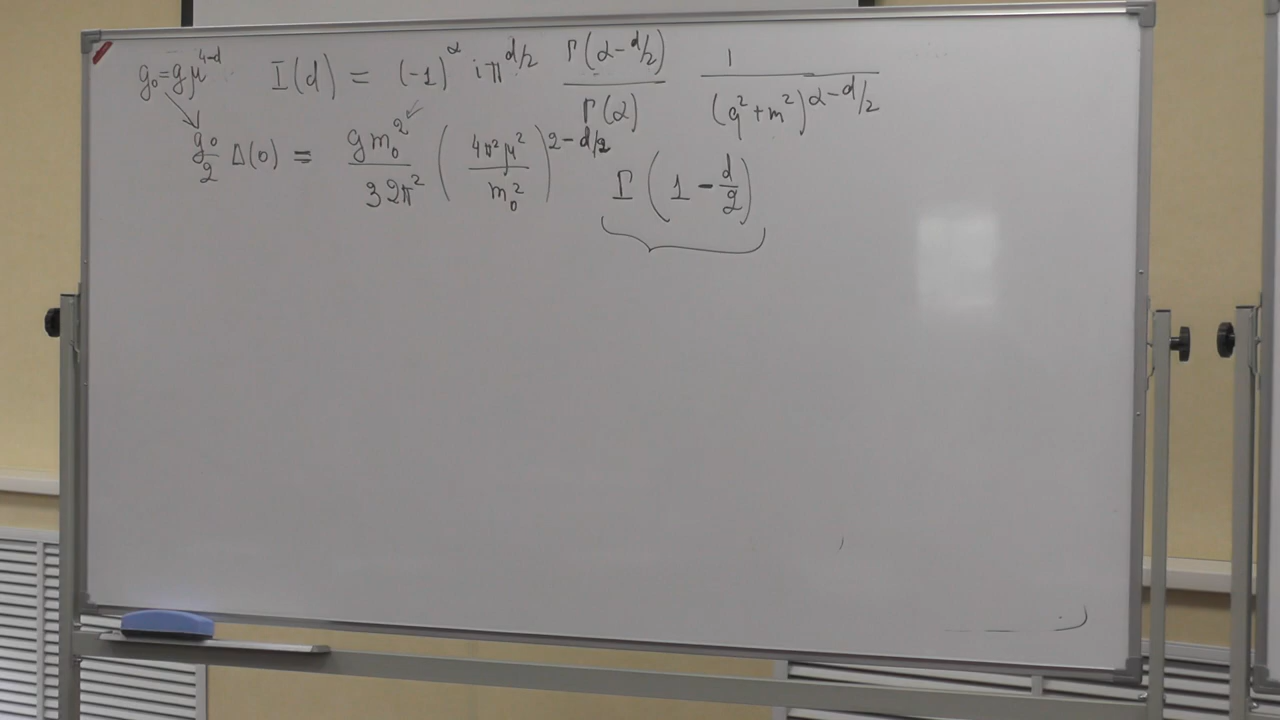 g₀=gμ^{4-d} I(d) = (-1)^α iπ^{d/2} Γ(α-d/2)/Γ(α) 1/(q²+m²)^{α-d/2}
g₀/2 Δ(0) = gm₀²/32π² (4π²μ²/m₀²)^{2-d/2} Γ(1-d/2)